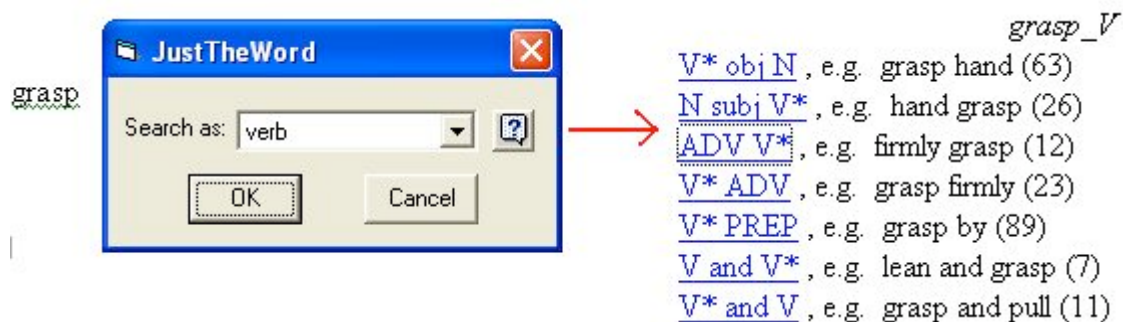 grasp
JustTheWord
Search as: verb
OK Cancel
grasp_V
V* obj N , e.g. grasp hand (63)
N subj V* , e.g. hand grasp (26)
ADV V* , e.g. firmly grasp (12)
V* ADV , e.g. grasp firmly (23)
V* PREP , e.g. grasp by (89)
V and V* , e.g. lean and grasp (7)
V* and V , e.g. grasp and pull (11)